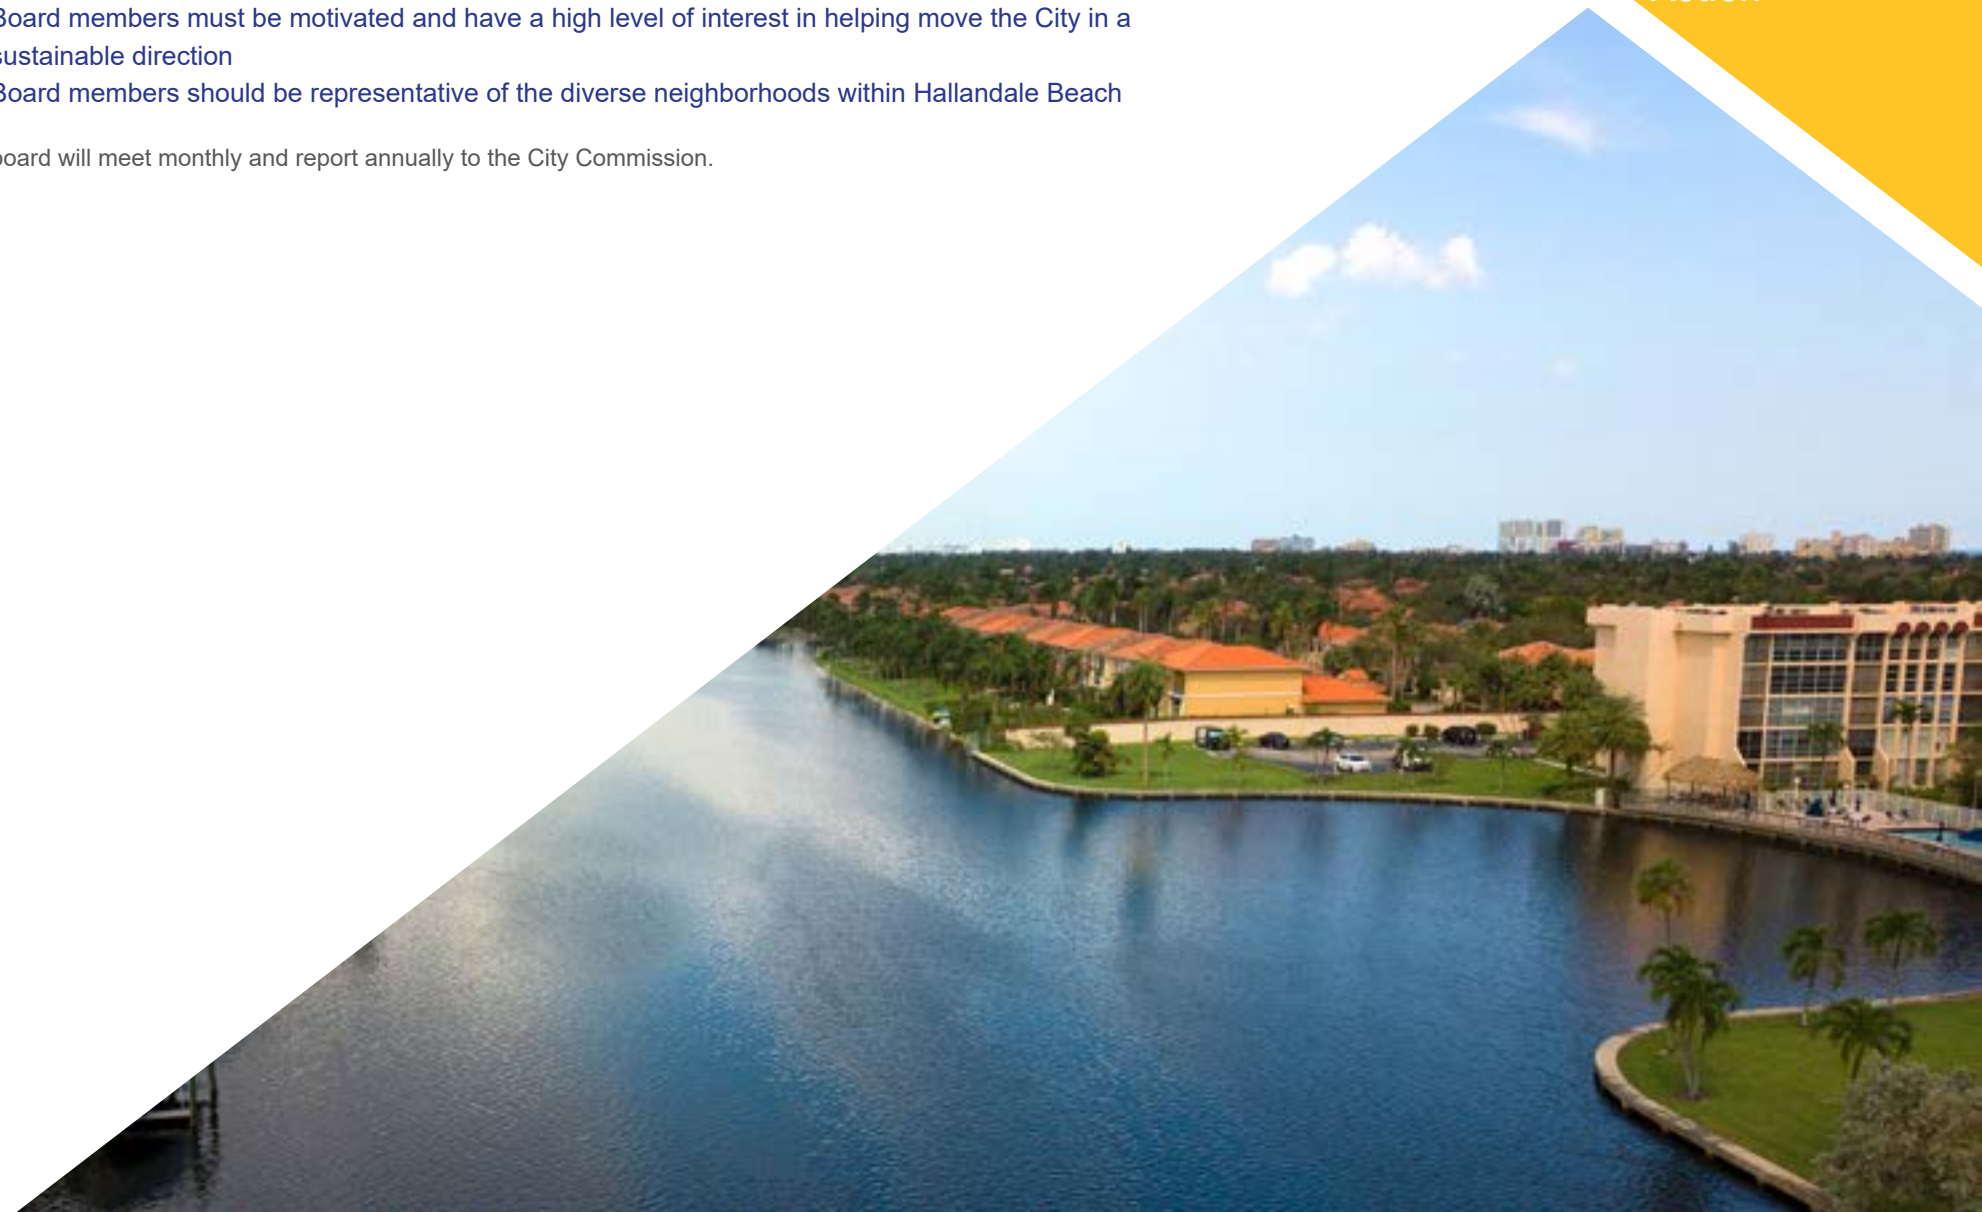 Board members must be motivated and have a high level of interest in helping move the City in a
sustainable direction
Board members should be representative of the diverse neighborhoods within Hallandale Beach
board will meet monthly and report annually to the City Commission.